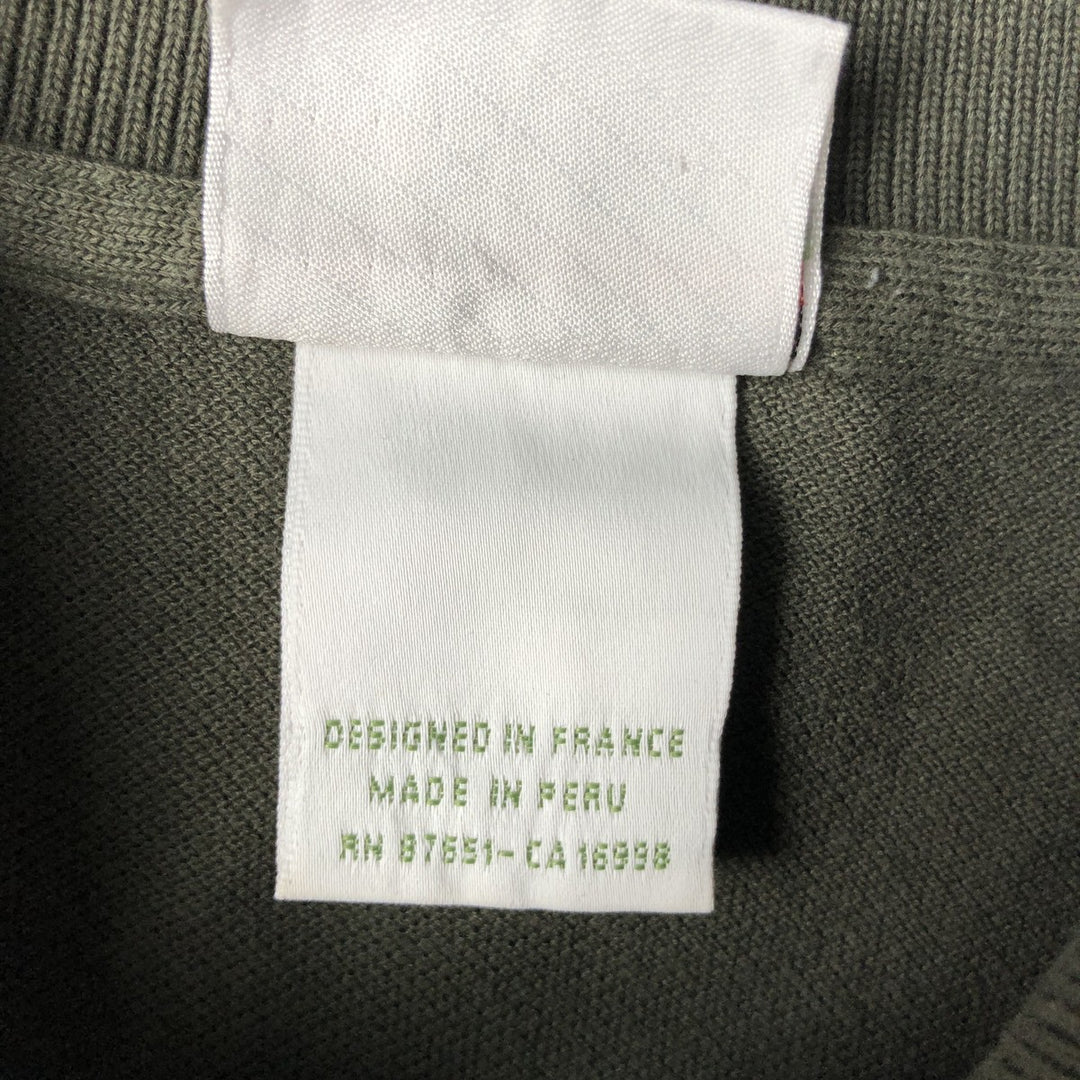 DESIGNED IN FRANCE
MADE IN PERU
RN 87651-CA 16998